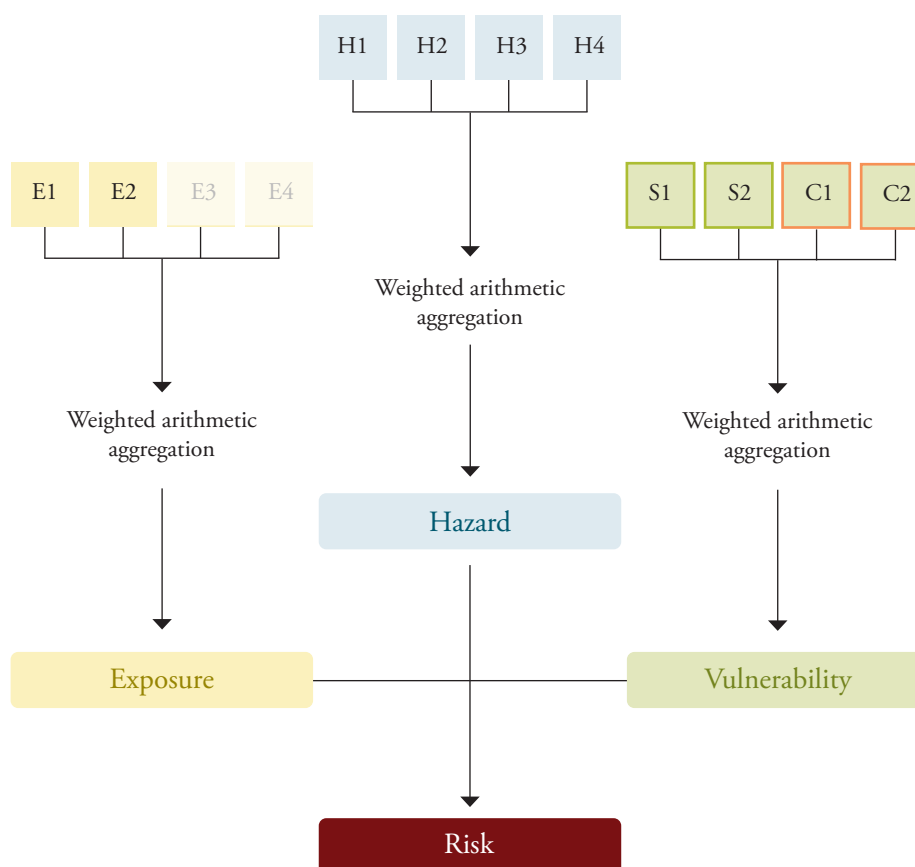 H1 H2 H3 H4
E1 E2 E3 E4
S1 S2 C1 C2
Weighted arithmetic
aggregation
Weighted arithmetic
aggregation
Weighted arithmetic
aggregation
Hazard
Exposure
Vulnerability
Risk